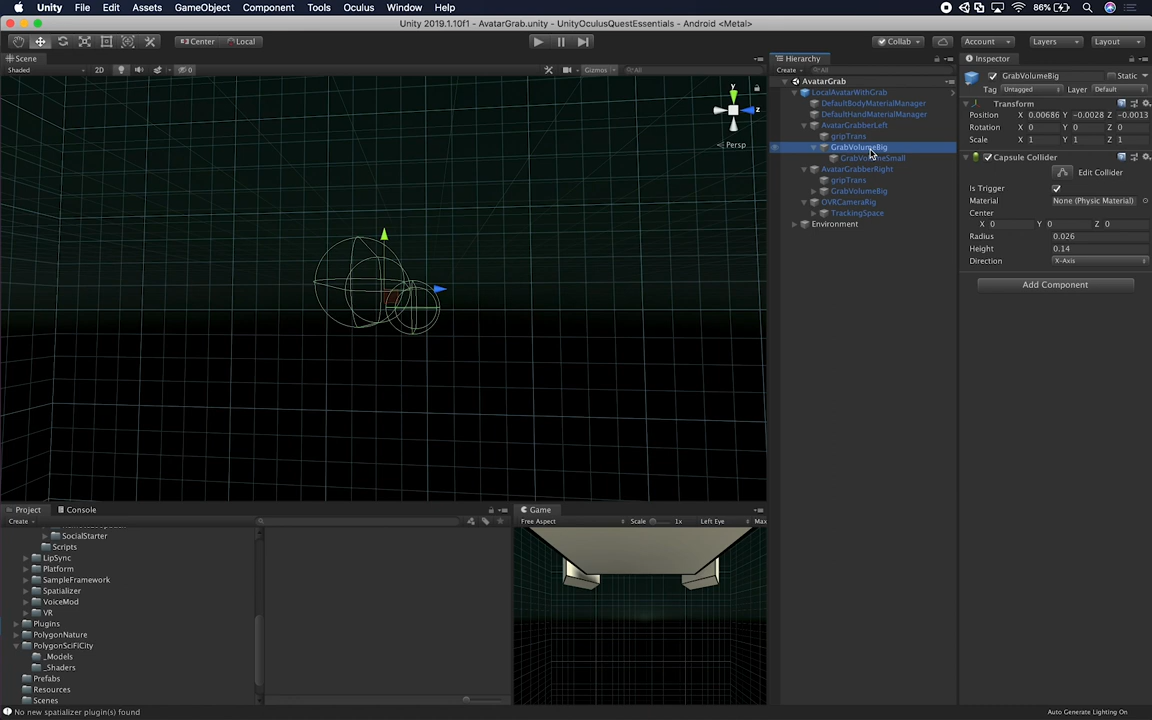 Unity File Edit Assets GameObject Component Tools Oculus Window Help 86%
Unity 2019.1.10f1 - AvatarGrab.unity - UnityOculusQuestEssentials - Android <Metal>
Center Local Collab Account Layers Layout
Scene
Shaded 2D 0 Gizmos All
y
z
Persp
Hierarchy
Create All
AvatarGrab
LocalAvatarWithGrab
DefaultBodyMaterialManager
DefaultHandMaterialManager
AvatarGrabberLeft
gripTrans
GrabVolumeBig
GrabVolumeSmall
AvatarGrabberRight
gripTrans
GrabVolumeBig
OVRCameraRig
TrackingSpace
Environment
Inspector
GrabVolumeBig Static
Tag Untagged Layer Default
Transform
Position X 0.00686 Y -0.0028 Z -0.0013
Rotation X 0 Y 0 Z 0
Scale X 1 Y 1 Z 1
Capsule Collider
Edit Collider
Is Trigger
Material None (Physic Material)
Center
X 0 Y 0 Z 0
Radius 0.026
Height 0.14
Direction X-Axis
Add Component
Project Console
Create
SocialStarter
Scripts
LipSync
Platform
SampleFramework
Spatializer
VoiceMod
VR
Plugins
PolygonNature
PolygonSciFiCity
_Models
_Shaders
Prefabs
Resources
Scenes
Game
Free Aspect Scale 1x Left Eye Max
No new spatializer plugin(s) found
Auto Generate Lighting On